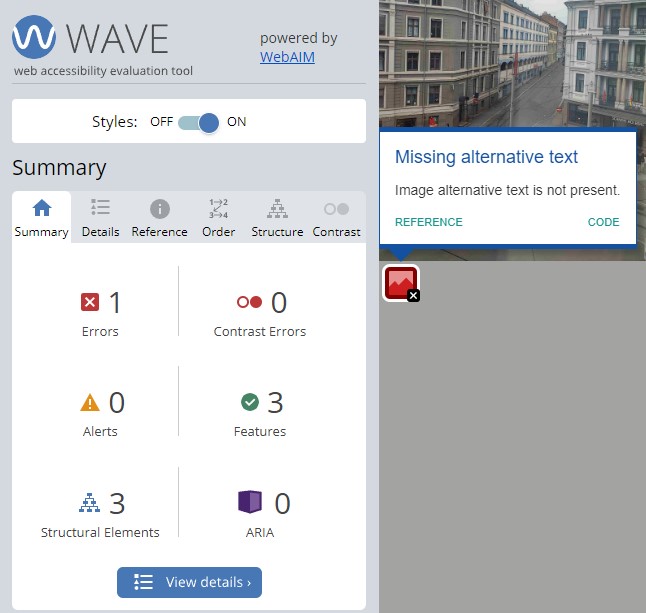 WAVE
web accessibility evaluation tool
powered by
WebAIM
Styles: OFF ON
Summary
Summary Details Reference Order Structure Contrast
1
Errors
0
Contrast Errors
0
Alerts
3
Features
3
Structural Elements
0
ARIA
View details ›
Missing alternative text
Image alternative text is not present.
REFERENCE CODE